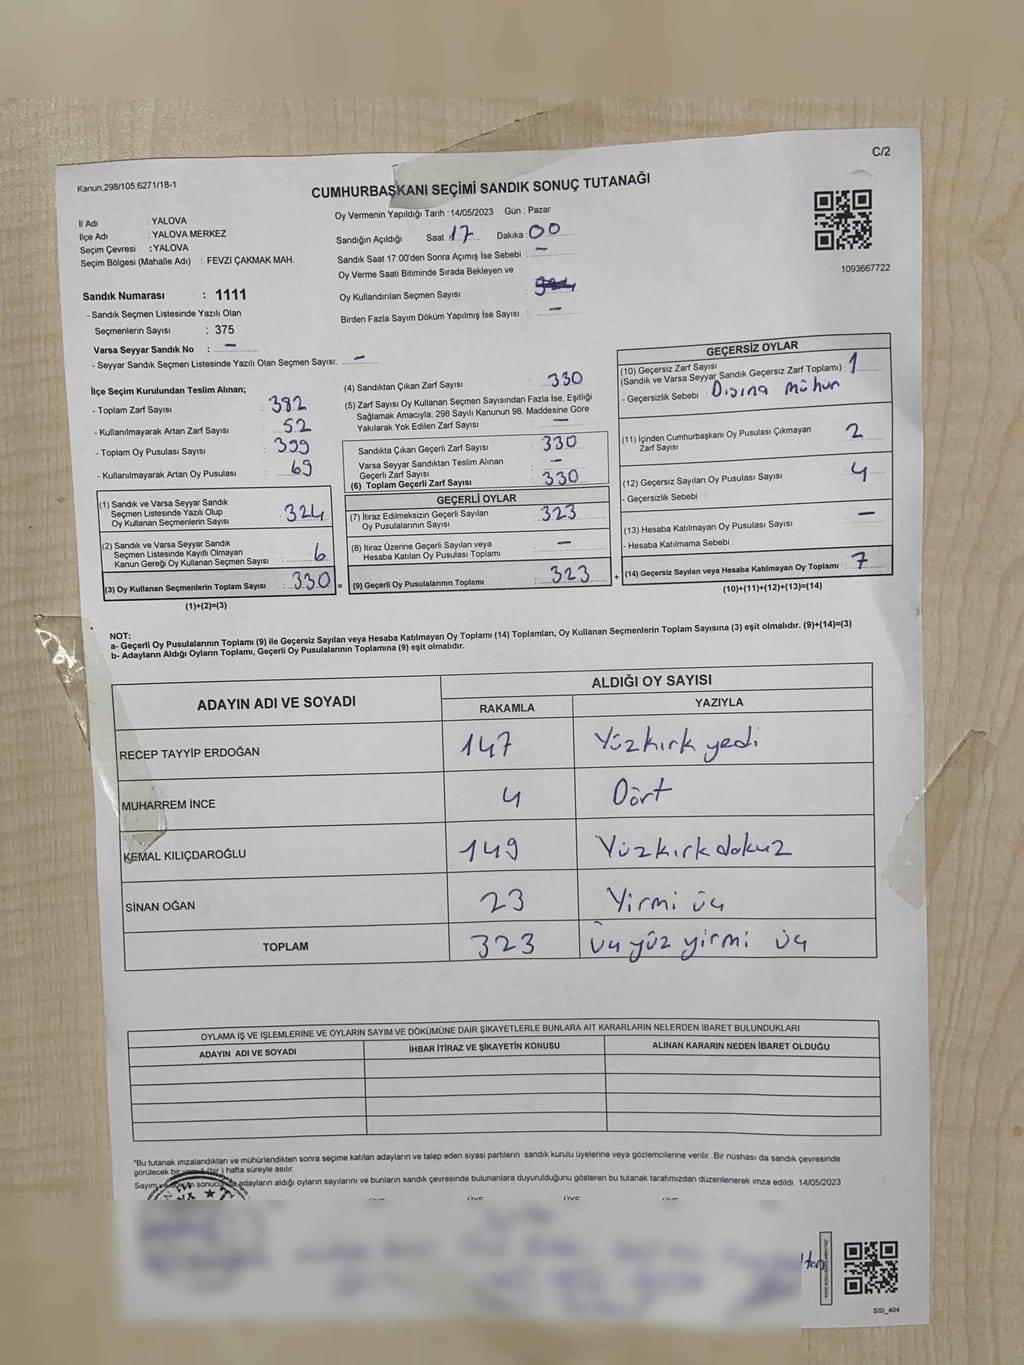 C/2
Kanun;298/105;6271/18-1
CUMHURBAŞKANI SEÇİMİ SANDIK SONUÇ TUTANAĞI
İl Adı : YALOVA
İlçe Adı : YALOVA MERKEZ
Seçim Çevresi : YALOVA
Seçim Bölgesi (Mahalle Adı) : FEVZİ ÇAKMAK MAH.
Oy Vermenin Yapıldığı Tarih : 14/05/2023 Gün : Pazar
Sandığın Açıldığı Saat 17 Dakika : 00
Sandık Saat 17:00'den Sonra Açımış İse Sebebi : —
Oy Verme Saati Bitiminde Sırada Bekleyen ve
Oy Kullandırılan Seçmen Sayısı :
Birden Fazla Sayım Döküm Yapılmış İse Sayısı : —
1093667722
Sandık Numarası : 1111
- Sandık Seçmen Listesinde Yazılı Olan
Seçmenlerin Sayısı : 375
Varsa Seyyar Sandık No : —
- Seyyar Sandık Seçmen Listesinde Yazılı Olan Seçmen Sayısı: —
İlçe Seçim Kurulundan Teslim Alınan;
- Toplam Zarf Sayısı : 382
- Kullanılmayarak Artan Zarf Sayısı : 52
- Toplam Oy Pusulası Sayısı : 399
- Kullanılmayarak Artan Oy Pusulası : 69
(1) Sandık ve Varsa Seyyar Sandık
Seçmen Listesinde Yazılı Olup
Oy Kullanan Seçmenlerin Sayısı : 324
(2) Sandık ve Varsa Seyyar Sandık
Seçmen Listesinde Kayıtlı Olmayan
Kanun Gereği Oy Kullanan Seçmen Sayısı : 6
(3) Oy Kullanan Seçmenlerin Toplam Sayısı : 330 =
(1)+(2)=(3)
(4) Sandıktan Çıkan Zarf Sayısı : 330
(5) Zarf Sayısı Oy Kullanan Seçmen Sayısından Fazla İse, Eşitliği
Sağlamak Amacıyla; 298 Sayılı Kanunun 98. Maddesine Göre
Yakılarak Yok Edilen Zarf Sayısı : —
Sandıkta Çıkan Geçerli Zarf Sayısı : 330
Varsa Seyyar Sandıktan Teslim Alınan
Geçerli Zarf Sayısı : —
(6) Toplam Geçerli Zarf Sayısı : 330
GEÇERLİ OYLAR
(7) İtiraz Edilmeksizin Geçerli Sayılan
Oy Pusulalarının Sayısı : 323
(8) İtiraz Üzerine Geçerli Sayılan veya
Hesaba Katılan Oy Pusulası Toplamı : —
(9) Geçerli Oy Pusulalarının Toplamı : 323 +
GEÇERSİZ OYLAR
(10) Geçersiz Zarf Sayısı
(Sandık ve Varsa Seyyar Sandık Geçersiz Zarf Toplamı) : 1
- Geçersizlik Sebebi : Dışına mühür
(11) İçinden Cumhurbaşkanı Oy Pusulası Çıkmayan
Zarf Sayısı : 2
(12) Geçersiz Sayılan Oy Pusulası Sayısı : 4
- Geçersizlik Sebebi :
(13) Hesaba Katılmayan Oy Pusulası Sayısı : —
- Hesaba Katılmama Sebebi :
(14) Geçersiz Sayılan veya Hesaba Katılmayan Oy Toplamı : 7
(10)+(11)+(12)+(13)=(14)
NOT:
a- Geçerli Oy Pusulalarının Toplamı (9) ile Geçersiz Sayılan veya Hesaba Katılmayan Oy Toplamı (14) Toplamları, Oy Kullanan Seçmenlerin Toplam Sayısına (3) eşit olmalıdır. (9)+(14)=(3)
b- Adayların Aldığı Oyların Toplamı, Geçerli Oy Pusulalarının Toplamına (9) eşit olmalıdır.
ADAYIN ADI VE SOYADI
ALDIĞI OY SAYISI
RAKAMLA YAZIYLA
RECEP TAYYİP ERDOĞAN 147 Yüzkırk yedi
MUHARREM İNCE 4 Dört
KEMAL KILIÇDAROĞLU 149 Yüzkırkdokuz
SİNAN OĞAN 23 Yirmi üç
TOPLAM 323 üç yüz yirmi üç
OYLAMA İŞ VE İŞLEMLERİNE VE OYLARIN SAYIM VE DÖKÜMÜNE DAİR ŞİKAYETLERLE BUNLARA AİT KARARLARIN NELERDEN İBARET BULUNDUKLARI
ADAYIN ADI VE SOYADI İHBAR İTİRAZ VE ŞİKAYETİN KONUSU ALINAN KARARIN NEDEN İBARET OLDUĞU
*Bu tutanak imzalandıktan ve mühürlendikten sonra seçime katılan adayların ve talep eden siyasi partilerin sandık kurulu üyelerine veya gözlemcilerine verilir. Bir nüshası da sandık çevresinde
görülecek bir (bir ) hafta süreyle asılır.
Sayım adayların aldığı oyların sayılarını ve bunların sandık çevresinde bulunanlara duyurulduğunu gösteren bu tutanak tarafımızdan düzenlenerek imza edildi. 14/05/2023
SSI_404